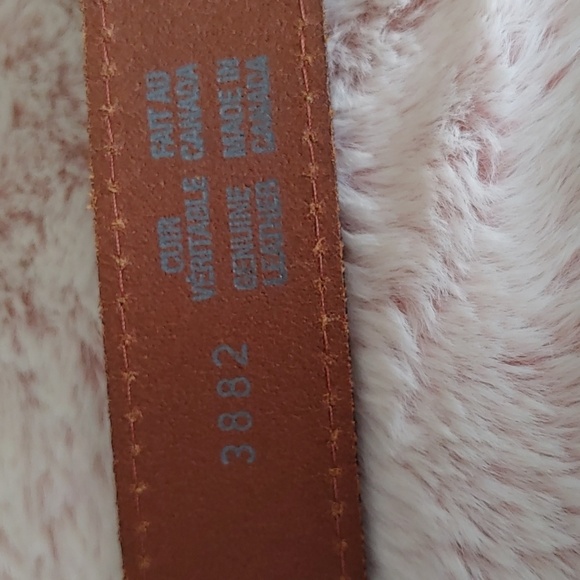 3882
CUIR
VÉRITABLE
GENUINE
LEATHER
FAIT AU
CANADA
MADE IN
CANADA